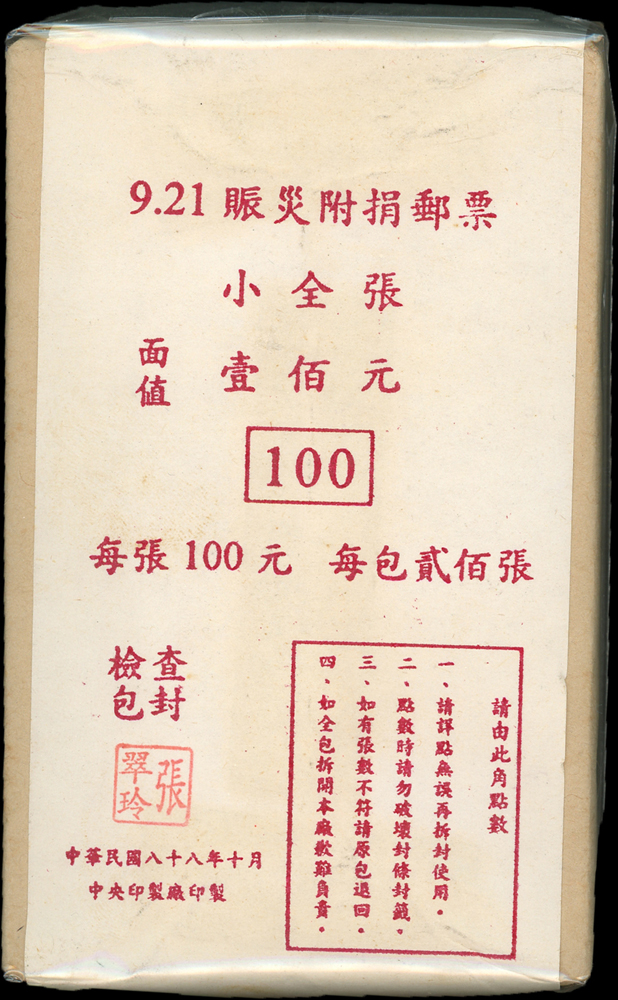 9.21 賑災附捐郵票
小全張
面值 壹佰元
100
每張 100 元 每包貳佰張
檢查
包封
張翠玲
中華民國八十八年十月
中央印製廠印製
請由此角點數
一、請詳點無誤再拆封使用。
二、點數時請勿破壞封條封籤。
三、如有張數不符請原包退回。
四、如全包拆開本廠歉難負責。